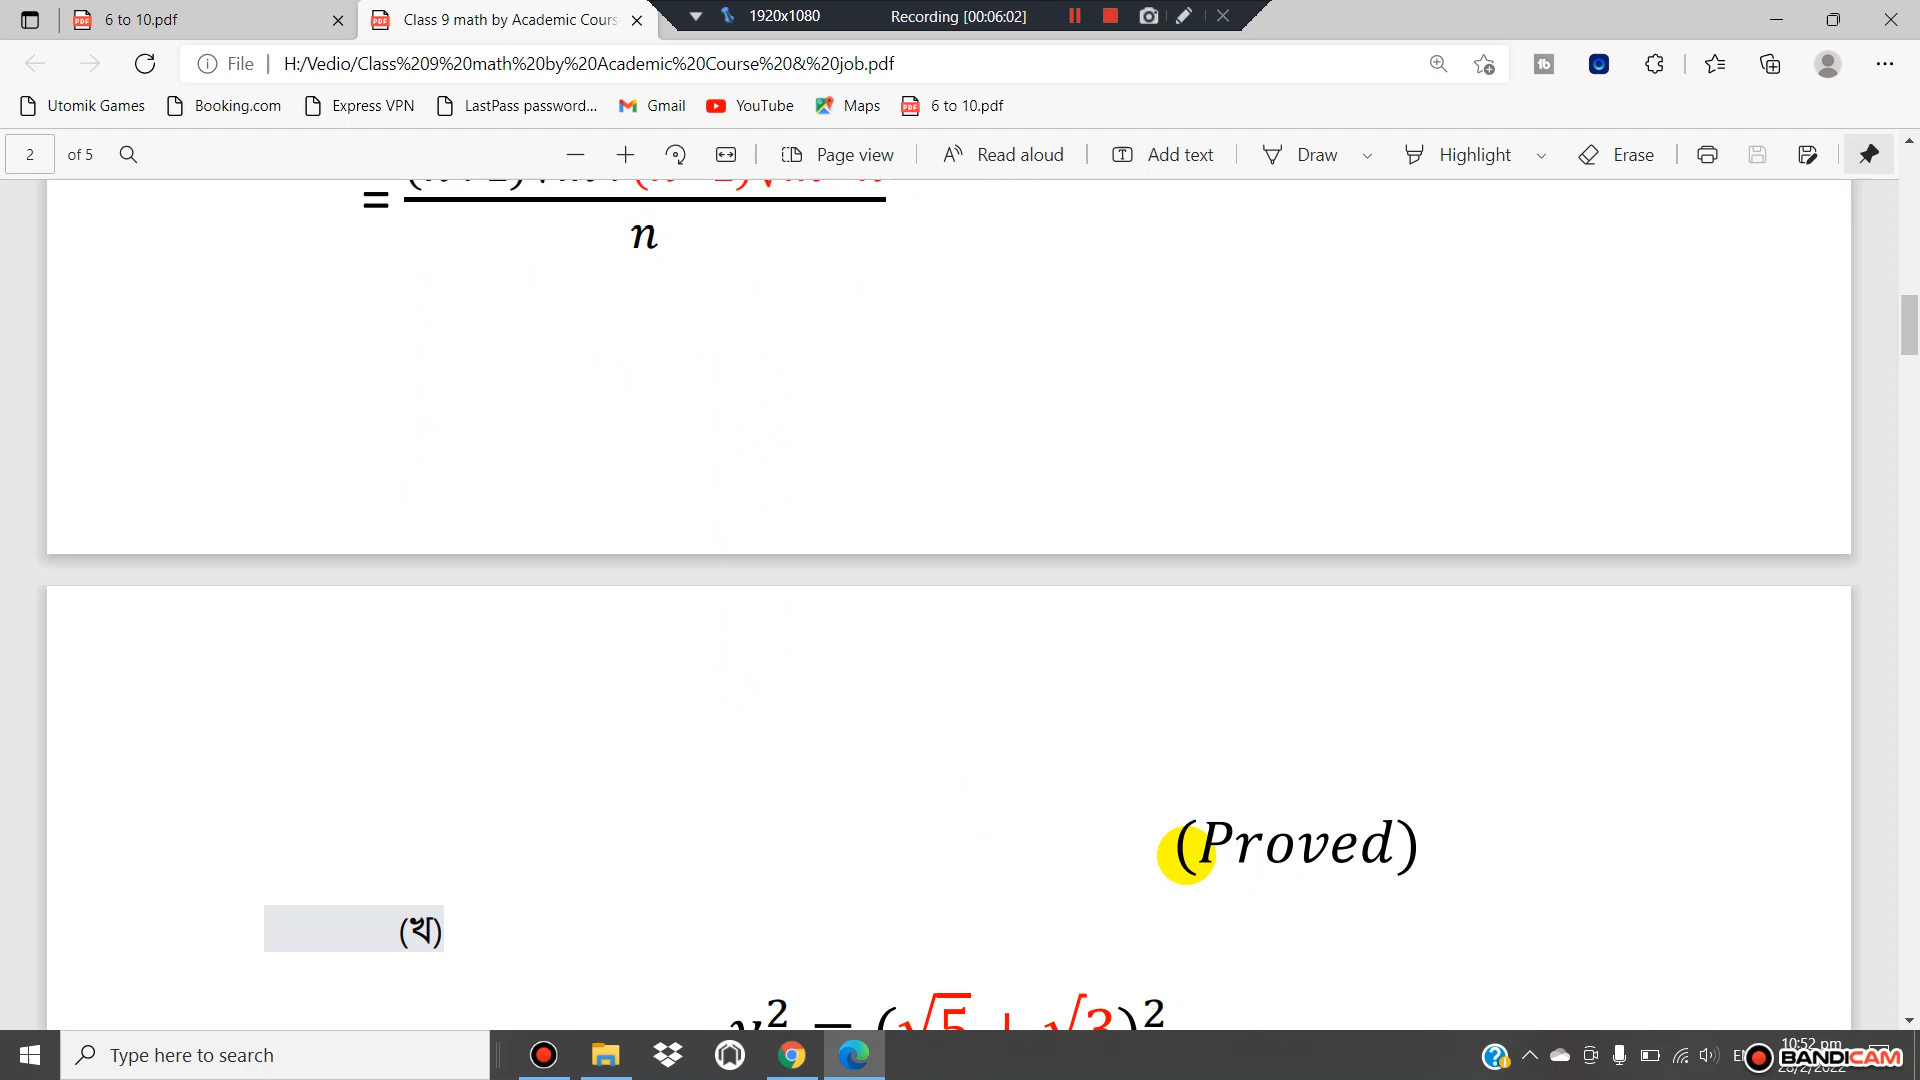 6 to 10.pdf
Class 9 math by Academic Cours
1920x1080
Recording [00:06:02]
File
H:/Vedio/Class%209%20math%20by%20Academic%20Course%20&%20job.pdf
Utomik Games
Booking.com
Express VPN
LastPass password...
Gmail
YouTube
Maps
6 to 10.pdf
2 of 5
Page view
Read aloud
Add text
Draw
Highlight
Erase
=
n
(Proved)
(খ)
= (√5 + √3)²
Type here to search
10:52 pm
BANDICAM